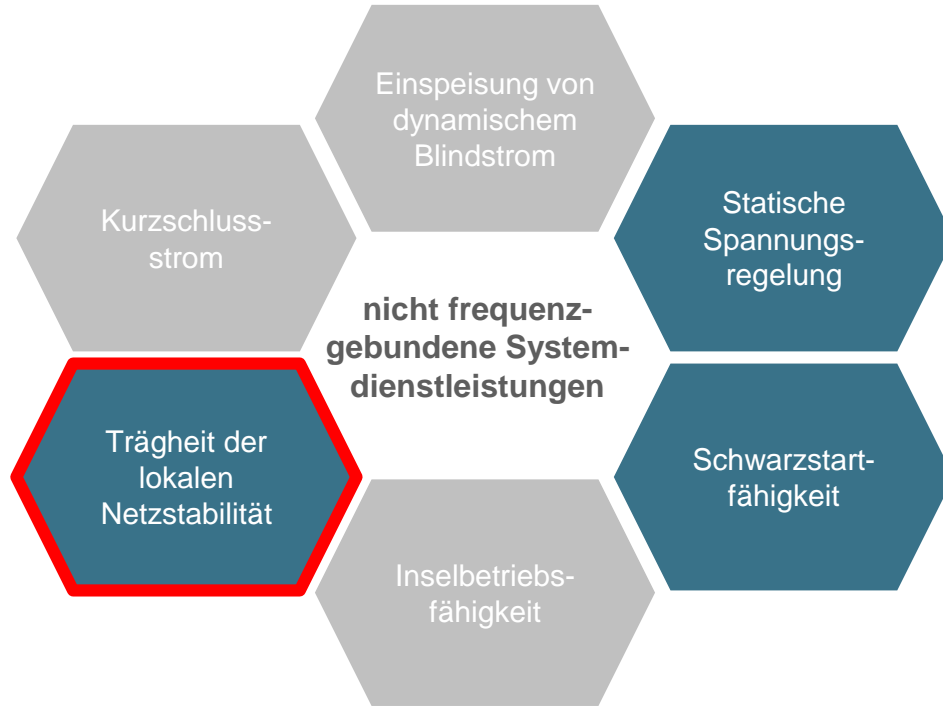 Einspeisung von
dynamischem
Blindstrom
Kurzschluss-
strom
Statische
Spannungs-
regelung
nicht frequenz-
gebundene System-
dienstleistungen
Trägheit der
lokalen
Netzstabilität
Schwarzstart-
fähigkeit
Inselbetriebs-
fähigkeit